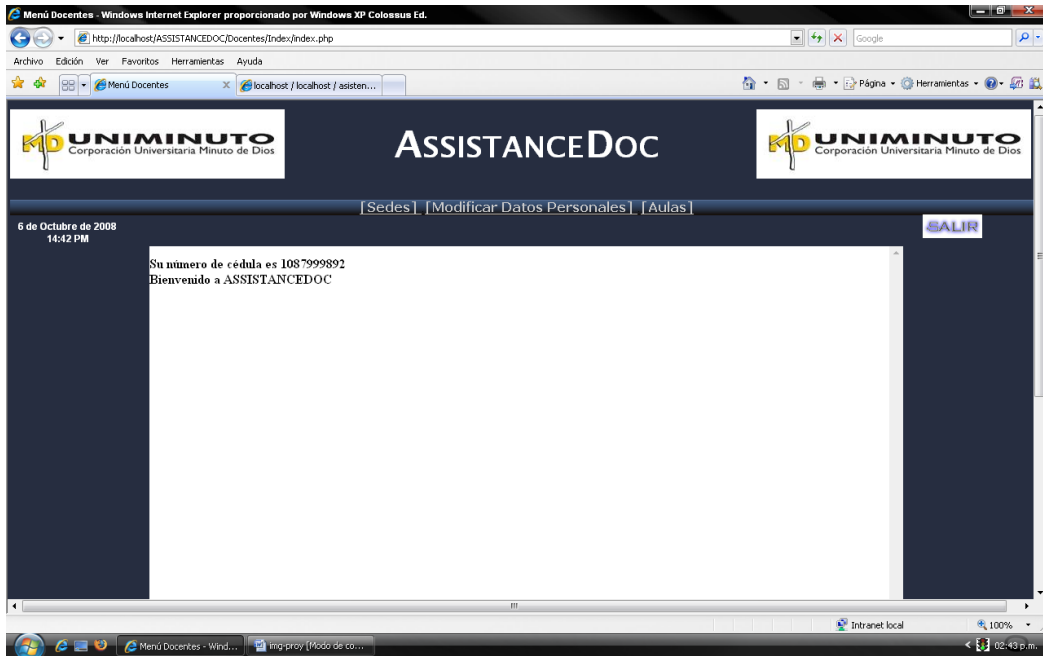 Menú Docentes - Windows Internet Explorer proporcionado por Windows XP Colossus Ed.
http://localhost/ASSISTANCEDOC/Docentes/Index/index.php
Google
Archivo Edición Ver Favoritos Herramientas Ayuda
Menú Docentes localhost / localhost / asisten... Página Herramientas
UNIMINUTO
Corporación Universitaria Minuto de Dios
ASSISTANCEDOC
UNIMINUTO
Corporación Universitaria Minuto de Dios
[Sedes] [Modificar Datos Personales] [Aulas]
6 de Octubre de 2008
14:42 PM
SALIR
Su número de cédula es 1087999892
Bienvenido a ASSISTANCEDOC
Intranet local 100%
Menú Docentes - Wind... img-proy [Modo de co... 02:43 p.m.